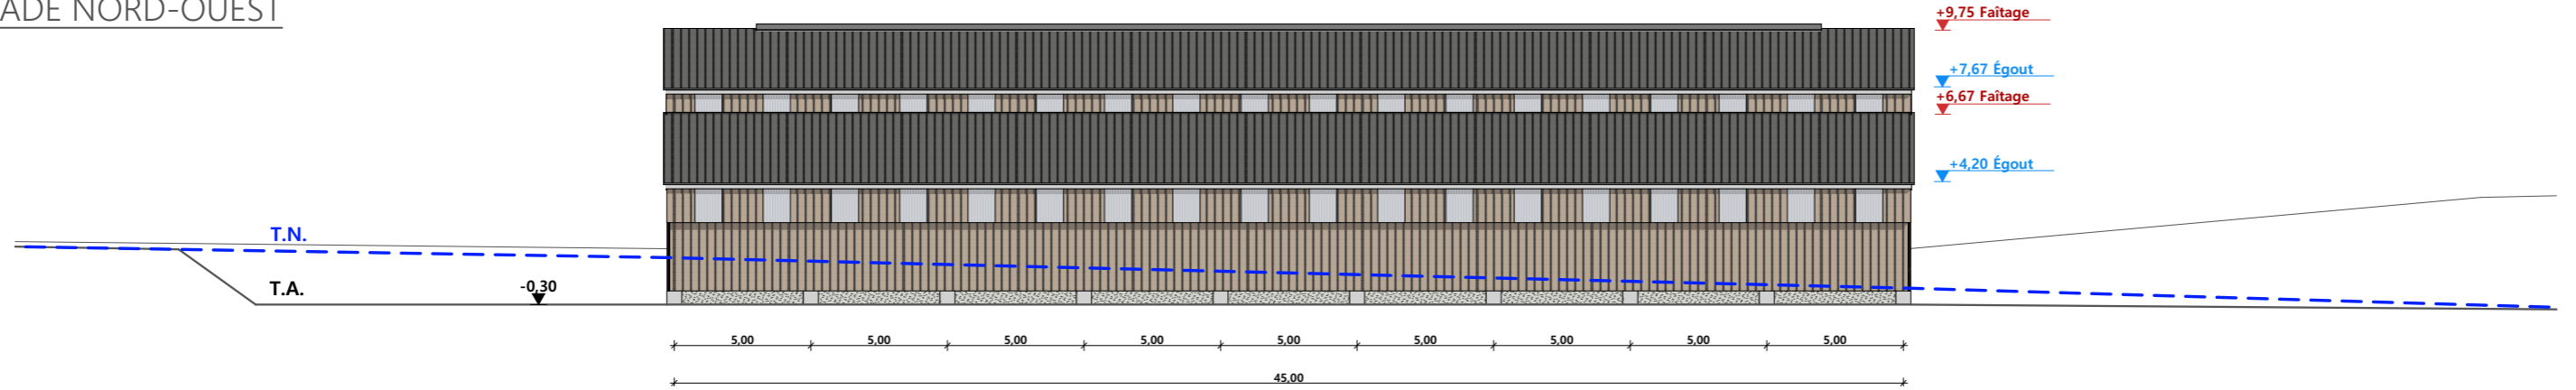 ADE NORD-OUEST
+9,75 Faîtage
+7,67 Égout
+6,67 Faîtage
+4,20 Égout
T.N.
T.A.
-0,30
5,00 5,00 5,00 5,00 5,00 5,00 5,00 5,00 5,00
45,00